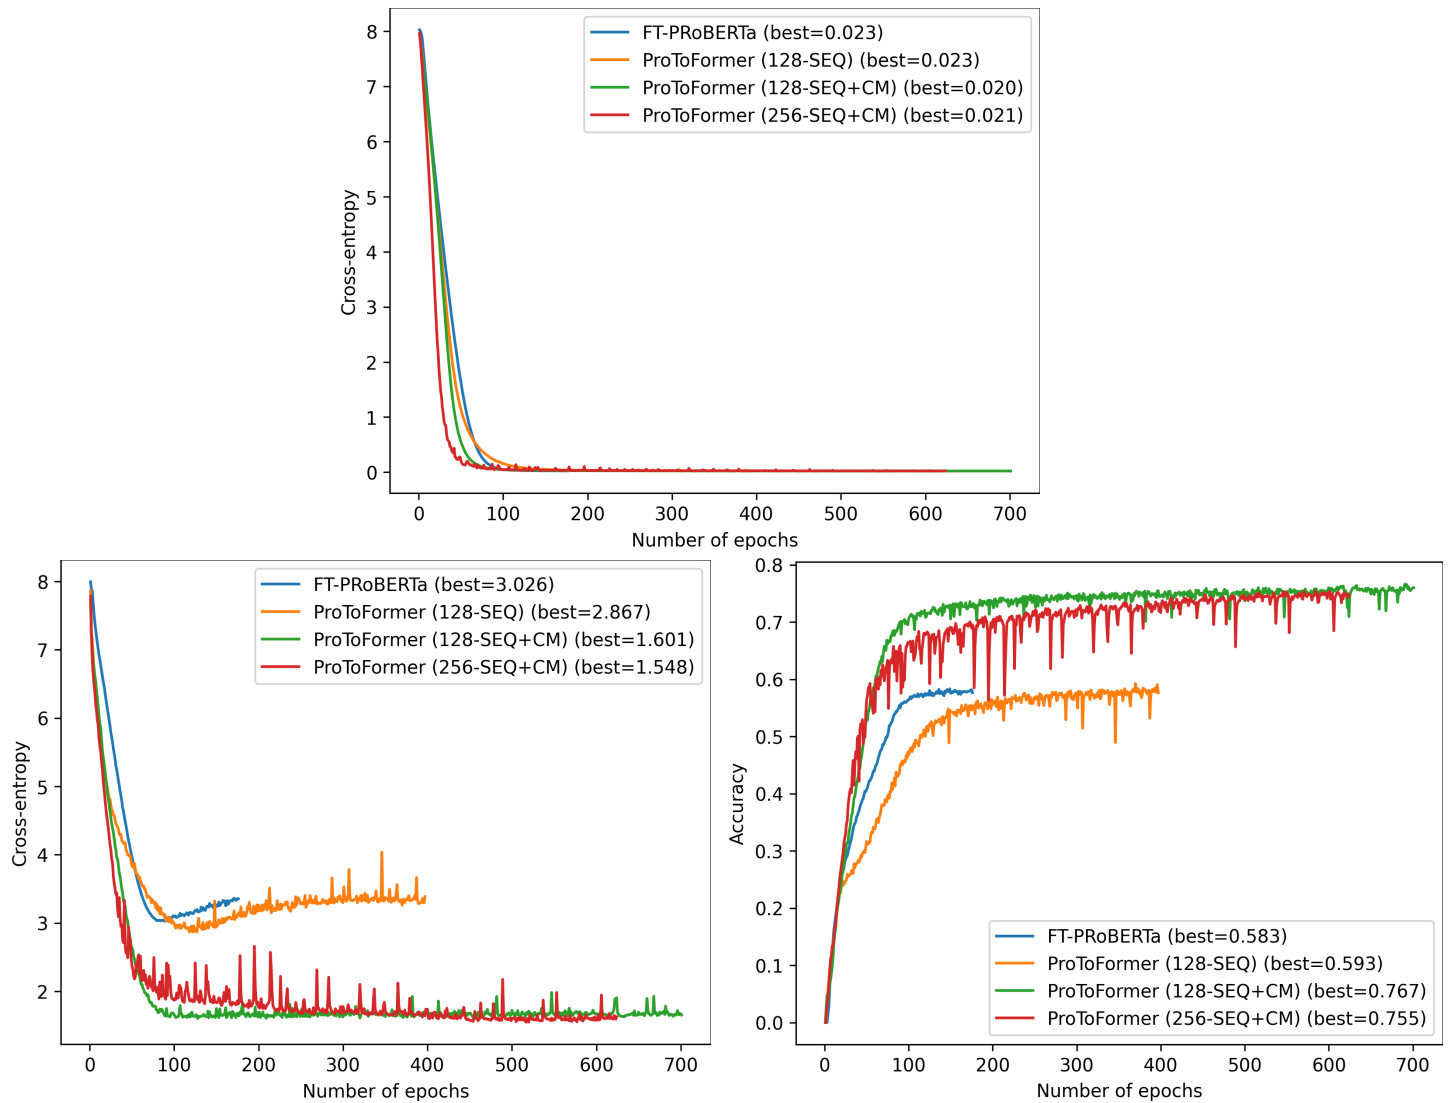 FT-PRoBERTa (best=0.023)
ProToFormer (128-SEQ) (best=0.023)
ProToFormer (128-SEQ+CM) (best=0.020)
ProToFormer (256-SEQ+CM) (best=0.021)
8
7
6
5
4
3
2
1
0
Cross-entropy
0 100 200 300 400 500 600 700
Number of epochs
FT-PRoBERTa (best=3.026)
ProToFormer (128-SEQ) (best=2.867)
ProToFormer (128-SEQ+CM) (best=1.601)
ProToFormer (256-SEQ+CM) (best=1.548)
8
7
6
5
4
3
2
Cross-entropy
0 100 200 300 400 500 600 700
Number of epochs
0.8
0.7
0.6
0.5
0.4
0.3
0.2
0.1
0.0
Accuracy
FT-PRoBERTa (best=0.583)
ProToFormer (128-SEQ) (best=0.593)
ProToFormer (128-SEQ+CM) (best=0.767)
ProToFormer (256-SEQ+CM) (best=0.755)
0 100 200 300 400 500 600 700
Number of epochs